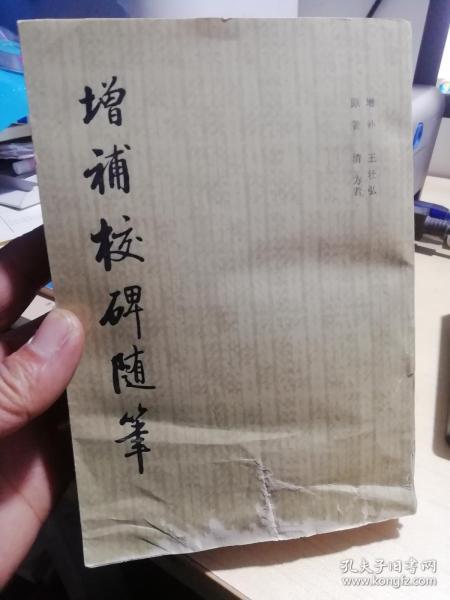 增補校碑隨筆
增补 王壮弘
原著 清 方若
孔夫子旧书网
www.kongfz.com